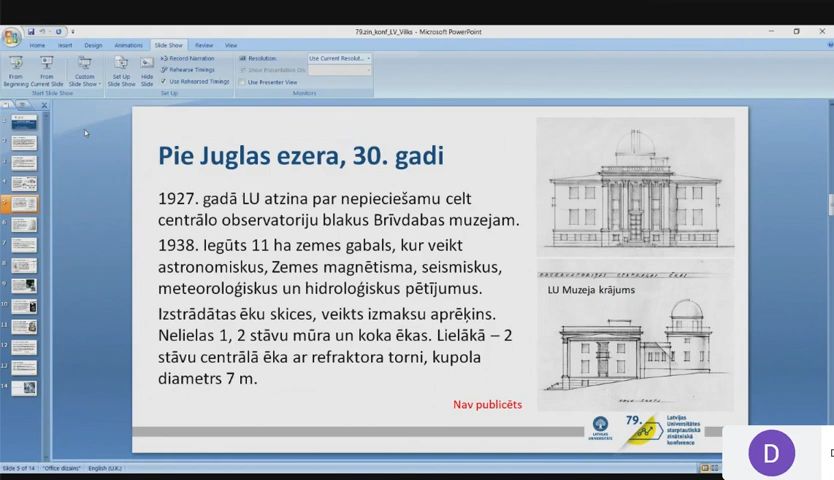 79.zin_konf_LV_Vilks - Microsoft PowerPoint
Home Insert Design Animations Slide Show Review View
From Beginning
From Current Slide
Custom Slide Show
Set Up Slide Show
Hide Slide
Record Narration
Rehearse Timings
Use Rehearsed Timings
Resolution:
Use Current Resolut...
Show Presentation On:
Use Presenter View
Start Slide Show
Set Up
Monitors
Pie Juglas ezera, 30. gadi
1927. gadā LU atzina par nepieciešamu celt
centrālo observatoriju blakus Brīvdabas muzejam.
1938. Iegūts 11 ha zemes gabals, kur veikt
astronomiskus, Zemes magnētisma, seismiskus,
meteoroloģiskus un hidroloģiskus pētījumus.
Izstrādātas ēku skices, veikts izmaksu aprēķins.
Nelielas 1, 2 stāvu mūra un koka ēkas. Lielākā – 2
stāvu centrālā ēka ar refraktora torni, kupola
diametrs 7 m.
LU Muzeja krājums
Nav publicēts
LATVIJAS
UNIVERSITĀTE
79.
Latvijas
Universitātes
starptautiskā
zinātniskā
konference
D
Slide 5 of 14
"Office dizains"
English (U.K.)